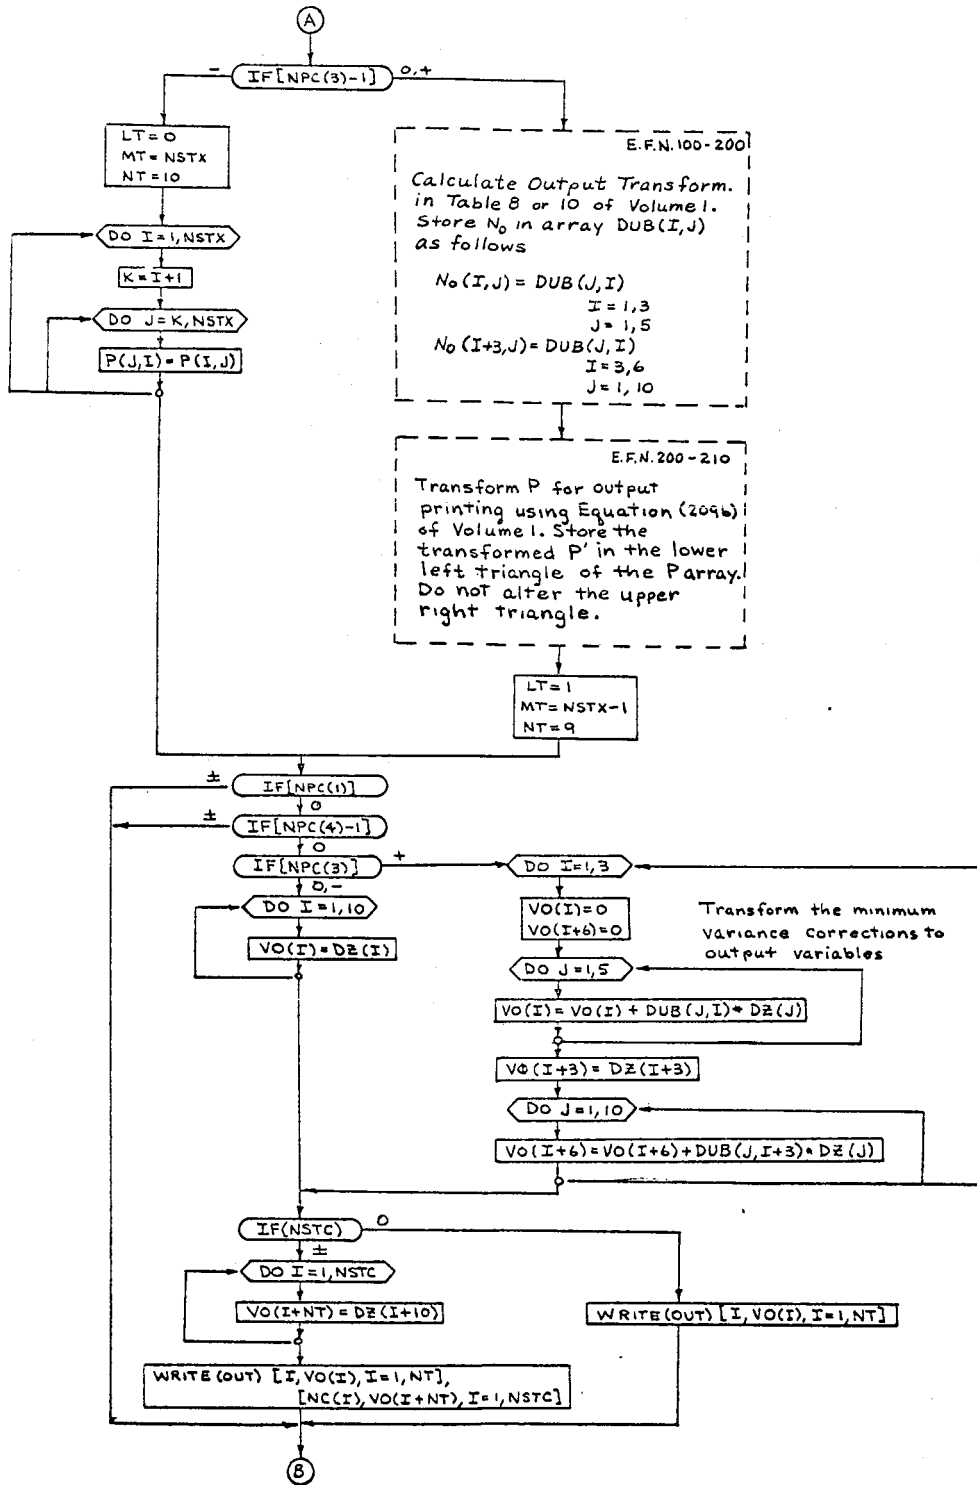 A
IF[NPC(3)-1]
-
0,+
LT=0
MT=NSTX
NT=10
DO I=1,NSTX
K=I+1
DO J=K,NSTX
P(J,I)=P(I,J)
E.F.N.100-200
Calculate Output Transform.
in Table 8 or 10 of Volume 1.
Store No in array DUB(I,J)
as follows
No (I,J) = DUB(J,I)
I=1,3
J=1,5
No (I+3,J)=DUB(J,I)
I=3,6
J=1,10
E.F.N.200-210
Transform P for output
printing using Equation (209b)
of Volume 1. Store the
transformed P' in the lower
left triangle of the P array.
Do not alter the upper
right triangle.
LT=1
MT=NSTX-1
NT=9
±
IF[NPC(1)]
0
±
IF[NPC(4)-1]
0
IF[NPC(3)]
+
0,-
DO I=1,10
VO(I)=DZ(I)
DO I=1,3
VO(I)=0
VO(I+6)=0
Transform the minimum
variance corrections to
output variables
DO J=1,5
VO(I)=VO(I)+DUB(J,I)*DZ(J)
VO(I+3)=DZ(I+3)
DO J=1,10
VO(I+6)=VO(I+6)+DUB(J,I+3)*DZ(J)
IF(NSTC)
0
±
DO I=1,NSTC
VO(I+NT)=DZ(I+10)
WRITE(OUT) [I,VO(I),I=1,NT]
WRITE(OUT) [I,VO(I),I=1,NT],
[NC(I),VO(I+NT),I=1,NSTC]
B